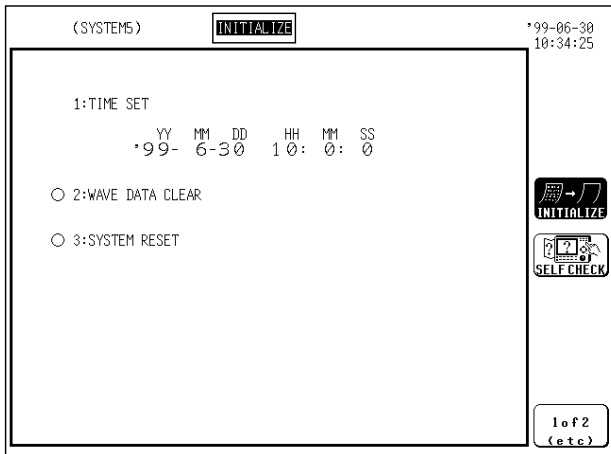 (SYSTEM5) INITIALIZE '99-06-30
10:34:25
1:TIME SET
YY MM DD HH MM SS
'99- 6-30 10: 0: 0
2:WAVE DATA CLEAR
3:SYSTEM RESET
INITIALIZE
? ?
SELF CHECK
1of2
(etc)